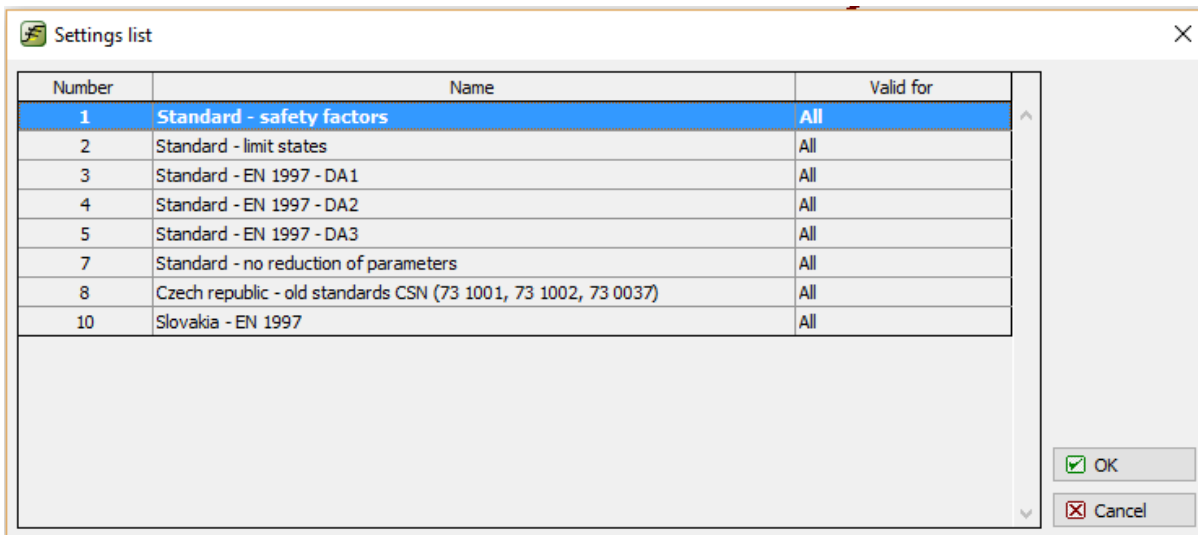 Settings list
Number Name Valid for
1 Standard - safety factors All
2 Standard - limit states All
3 Standard - EN 1997 - DA1 All
4 Standard - EN 1997 - DA2 All
5 Standard - EN 1997 - DA3 All
7 Standard - no reduction of parameters All
8 Czech republic - old standards CSN (73 1001, 73 1002, 73 0037) All
10 Slovakia - EN 1997 All
OK
Cancel